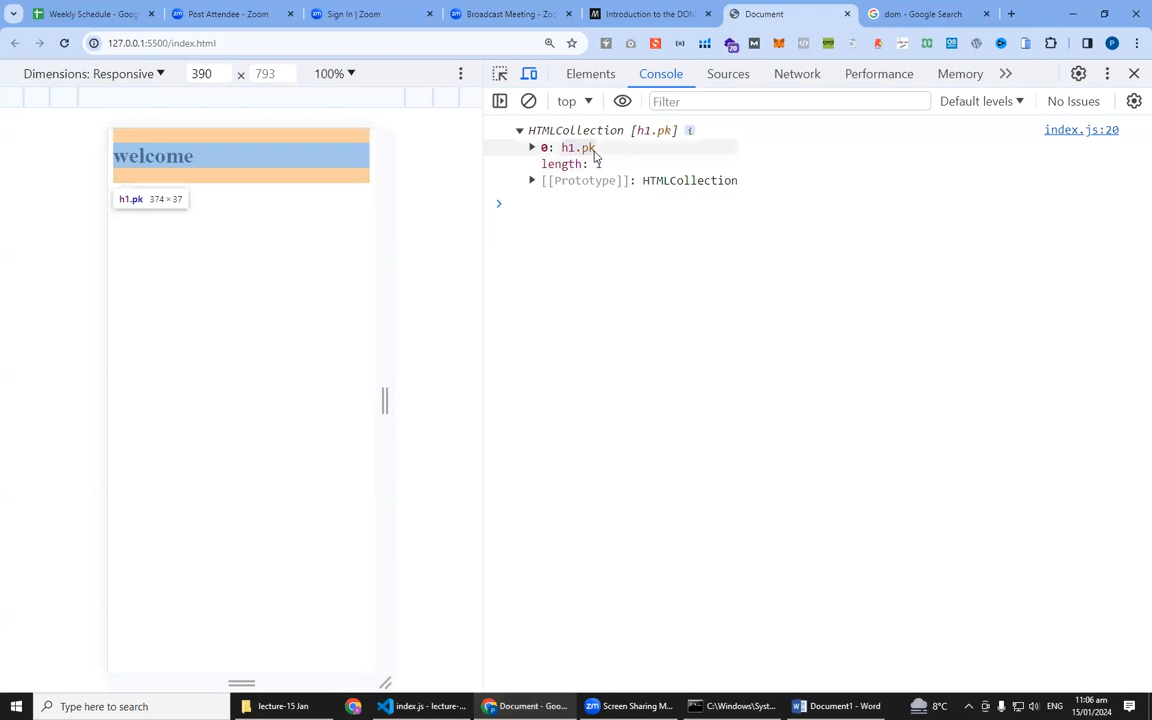 Weekly Schedule - G
Post Attendee - Zoom
Sign In | Zoom
Broadcast Meeting - Zo
Introduction to the DOM
Document
dom - Google Search
127.0.0.1:5500/index.html
Dimensions: Responsive 390 × 793 100%
Elements Console Sources Network Performance Memory
top Filter Default levels No Issues
HTMLCollection [h1.pk] index.js:20
0: h1.pk
length: 1
[[Prototype]]: HTMLCollection
welcome
h1.pk 374 × 37
Type here to search
lecture-15 Jan
index.js - lecture-...
Document - Goo...
Screen Sharing M...
C:\Windows\Syst...
Document1 - Word
8°C
ENG
11:06 am
15/01/2024